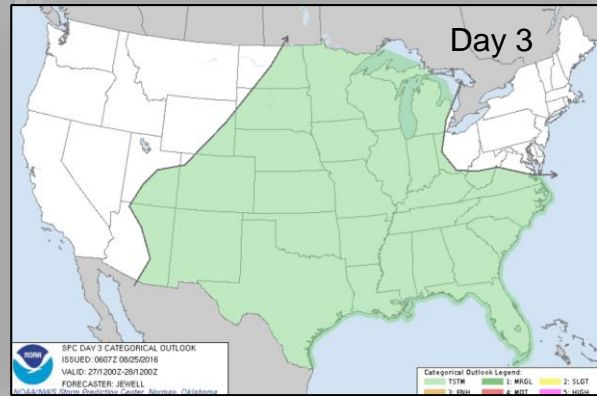 Day 3
NOAA
SPC DAY 3 CATEGORICAL OUTLOOK
ISSUED: 0607Z 08/25/2016
VALID: 27/1200Z-28/1200Z
FORECASTER: JEWELL
NOAA/NWS Storm Prediction Center, Norman, Oklahoma
Categorical Outlook Legend:
TSTM 1: MRGL 2: SLGT
3: ENH 4: MDT 5: HIGH